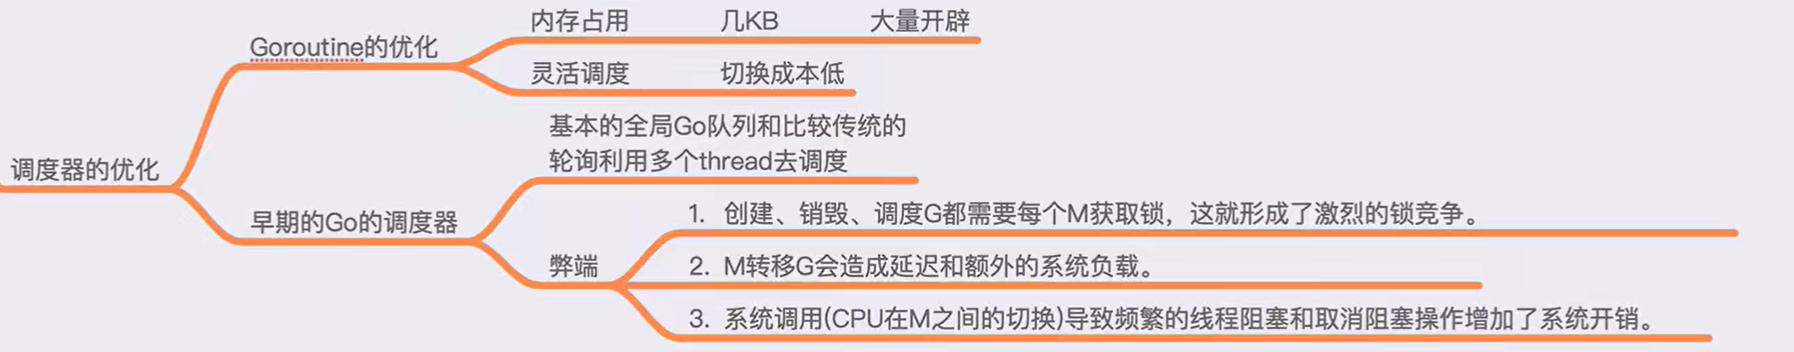 调度器的优化
Goroutine的优化
内存占用 几KB 大量开辟
灵活调度 切换成本低
早期的Go的调度器
基本的全局Go队列和比较传统的
轮询利用多个thread去调度
弊端
1. 创建、销毁、调度G都需要每个M获取锁，这就形成了激烈的锁竞争。
2. M转移G会造成延迟和额外的系统负载。
3. 系统调用(CPU在M之间的切换)导致频繁的线程阻塞和取消阻塞操作增加了系统开销。